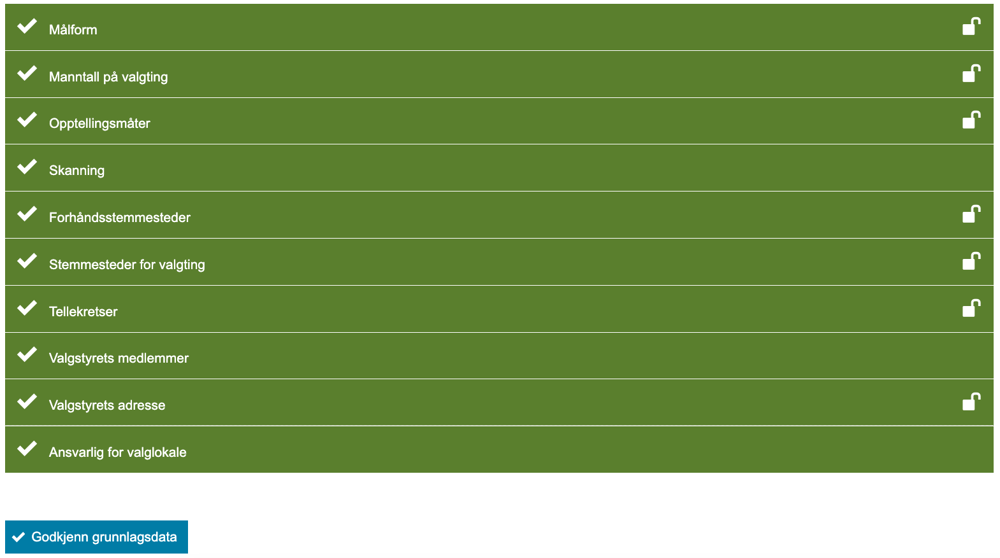 Målform
Manntall på valgting
Opptellingsmåter
Skanning
Forhåndsstemmesteder
Stemmesteder for valgting
Tellekretser
Valgstyrets medlemmer
Valgstyrets adresse
Ansvarlig for valglokale
Godkjenn grunnlagsdata